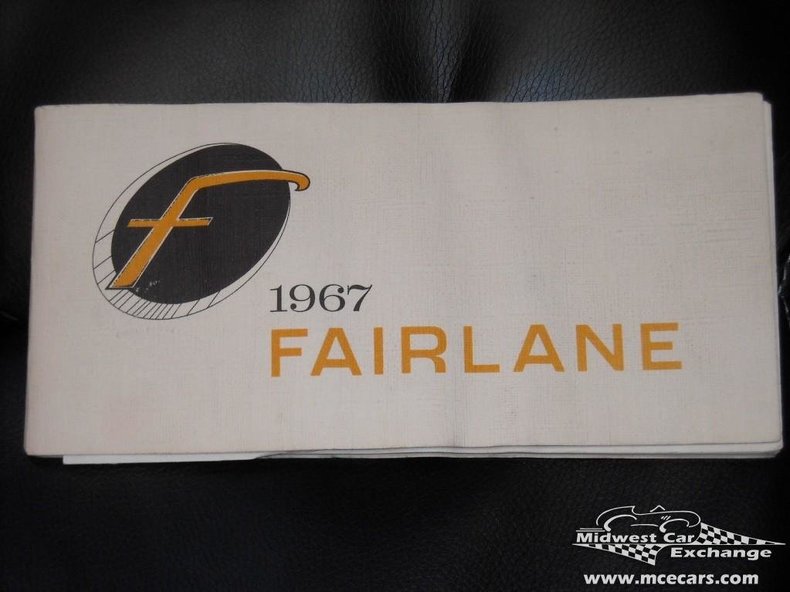 f
1967
FAIRLANE
Midwest Car
Exchange
www.mcecars.com